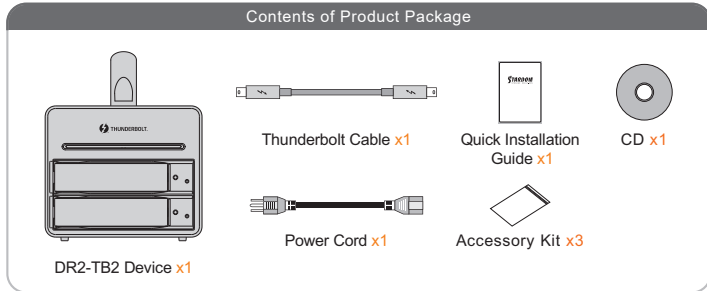 Contents of Product Package
THUNDERBOLT.
DR2-TB2 Device x1
Thunderbolt Cable x1
Power Cord x1
STARDOM
Quick Installation
Guide x1
CD x1
Accessory Kit x3